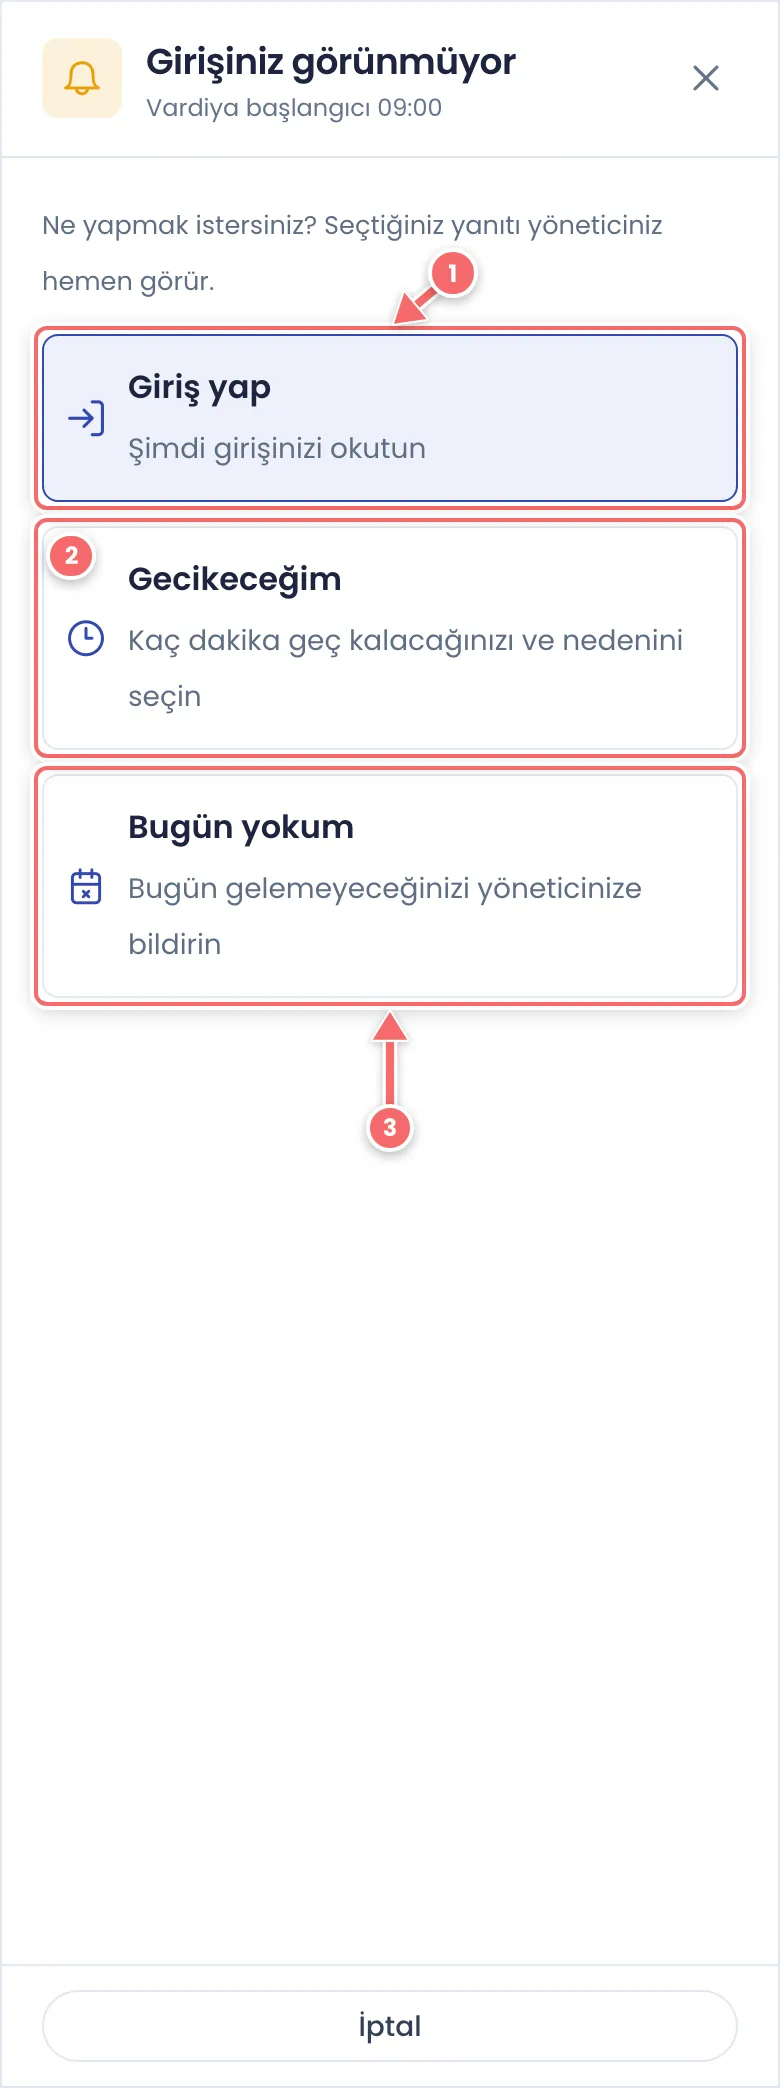 Girişiniz görünmüyor
Vardiya başlangıcı 09:00
Ne yapmak istersiniz? Seçtiğiniz yanıtı yöneticiniz
hemen görür.
1
Giriş yap
Şimdi girişinizi okutun
2
Gecikeceğim
Kaç dakika geç kalacağınızı ve nedenini
seçin
Bugün yokum
Bugün gelemeyeceğinizi yöneticinize
bildirin
3
İptal